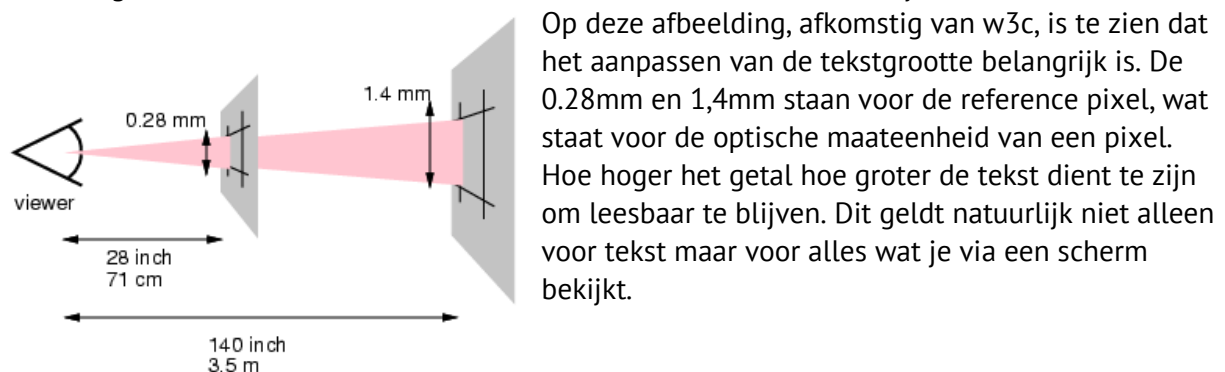 Op deze afbeelding, afkomstig van w3c, is te zien dat
het aanpassen van de tekstgrootte belangrijk is. De
0.28mm en 1,4mm staan voor de reference pixel, wat
staat voor de optische maateenheid van een pixel.
Hoe hoger het getal hoe groter de tekst dient te zijn
om leesbaar te blijven. Dit geldt natuurlijk niet alleen
voor tekst maar voor alles wat je via een scherm
bekijkt.
1.4 mm
0.28 mm
viewer
28 inch
71 cm
140 inch
3.5 m